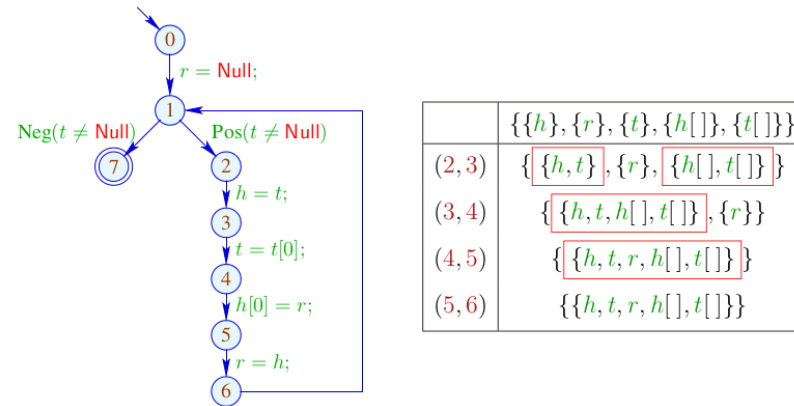 0
r = Null;
1
Neg(t ≠ Null) Pos(t ≠ Null)
7 2
h = t;
3
t = t[0];
4
h[0] = r;
5
r = h;
6
{{h}, {r}, {t}, {h[ ]}, {t[ ]}}
(2, 3) { {h, t} , {r}, {h[ ], t[ ]} }
(3, 4) { {h, t, h[ ], t[ ]} , {r}}
(4, 5) { {h, t, r, h[ ], t[ ]} }
(5, 6) {{h, t, r, h[ ], t[ ]}}